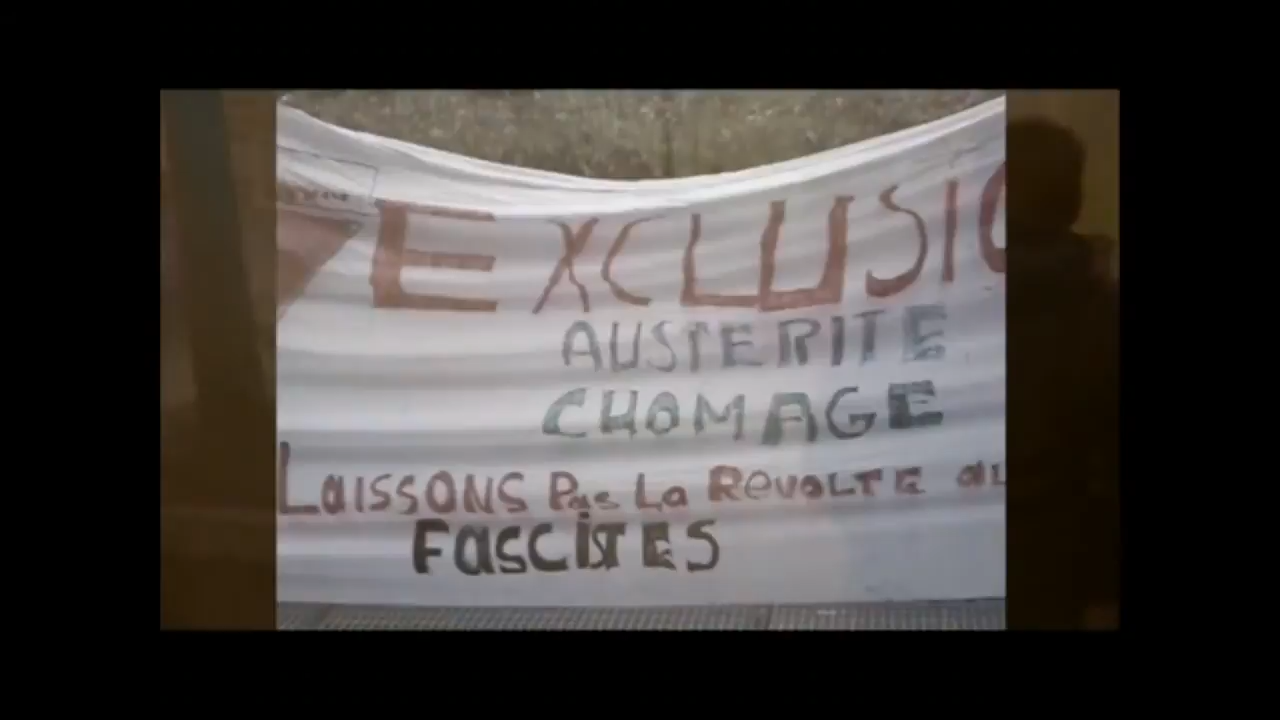 EXCLUSIO
AUSTERITE
CHOMAGE
LAISSONS Pas La REVOLTE au
FasciSTES